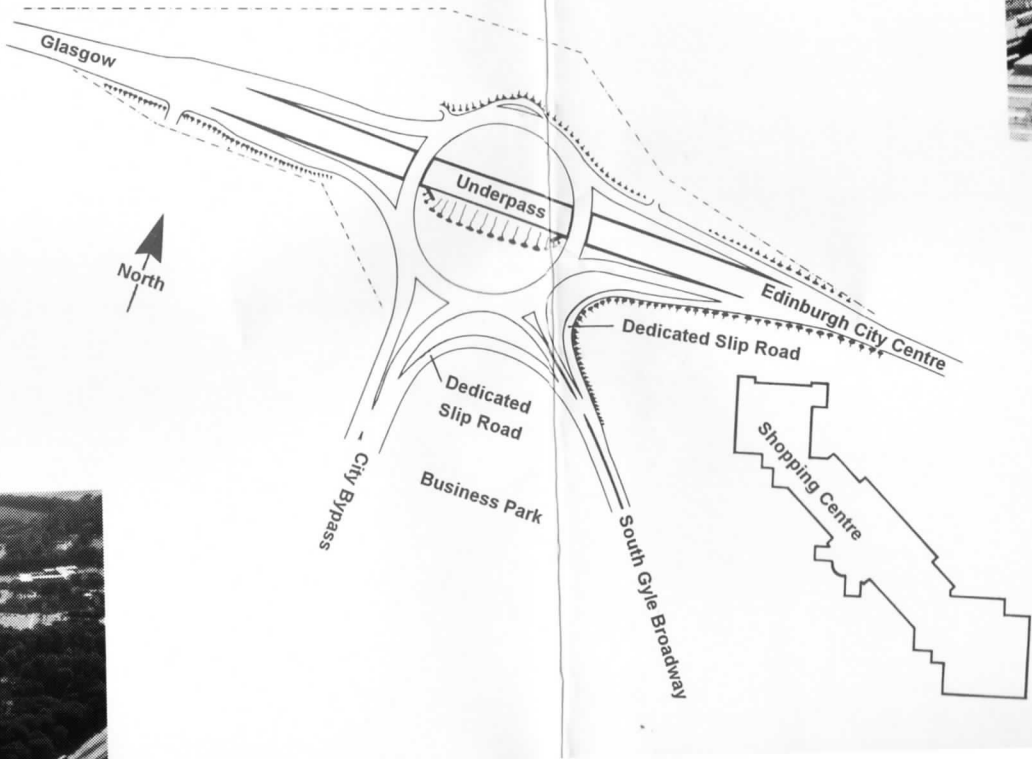 Glasgow
Underpass
North
Edinburgh City Centre
Dedicated Slip Road
Dedicated
Slip Road
Shopping Centre
City Bypass
Business Park
South Gyle Broadway